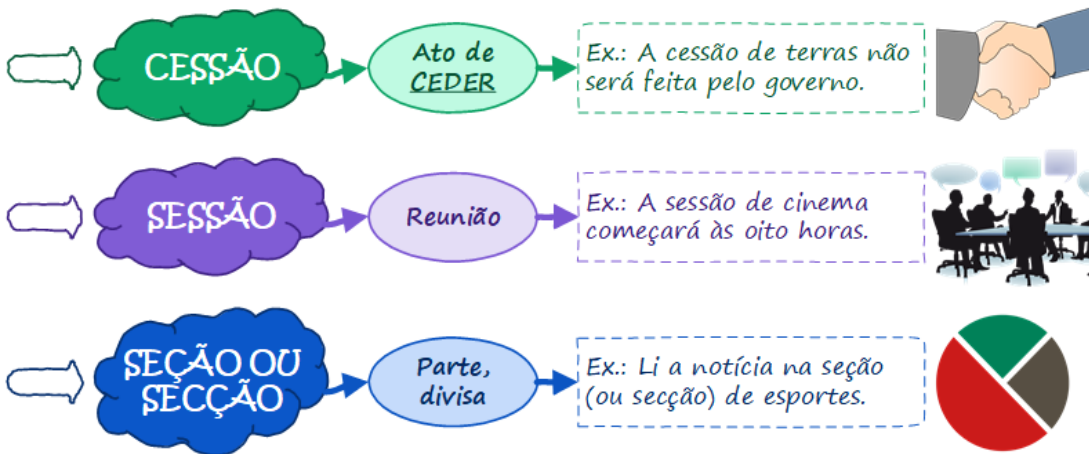 CESSÃO
Ato de
CEDER
Ex.: A cessão de terras não
será feita pelo governo.
SESSÃO
Reunião
Ex.: A sessão de cinema
começará às oito horas.
SEÇÃO OU
SECÇÃO
Parte,
divisa
Ex.: Li a notícia na seção
(ou secção) de esportes.